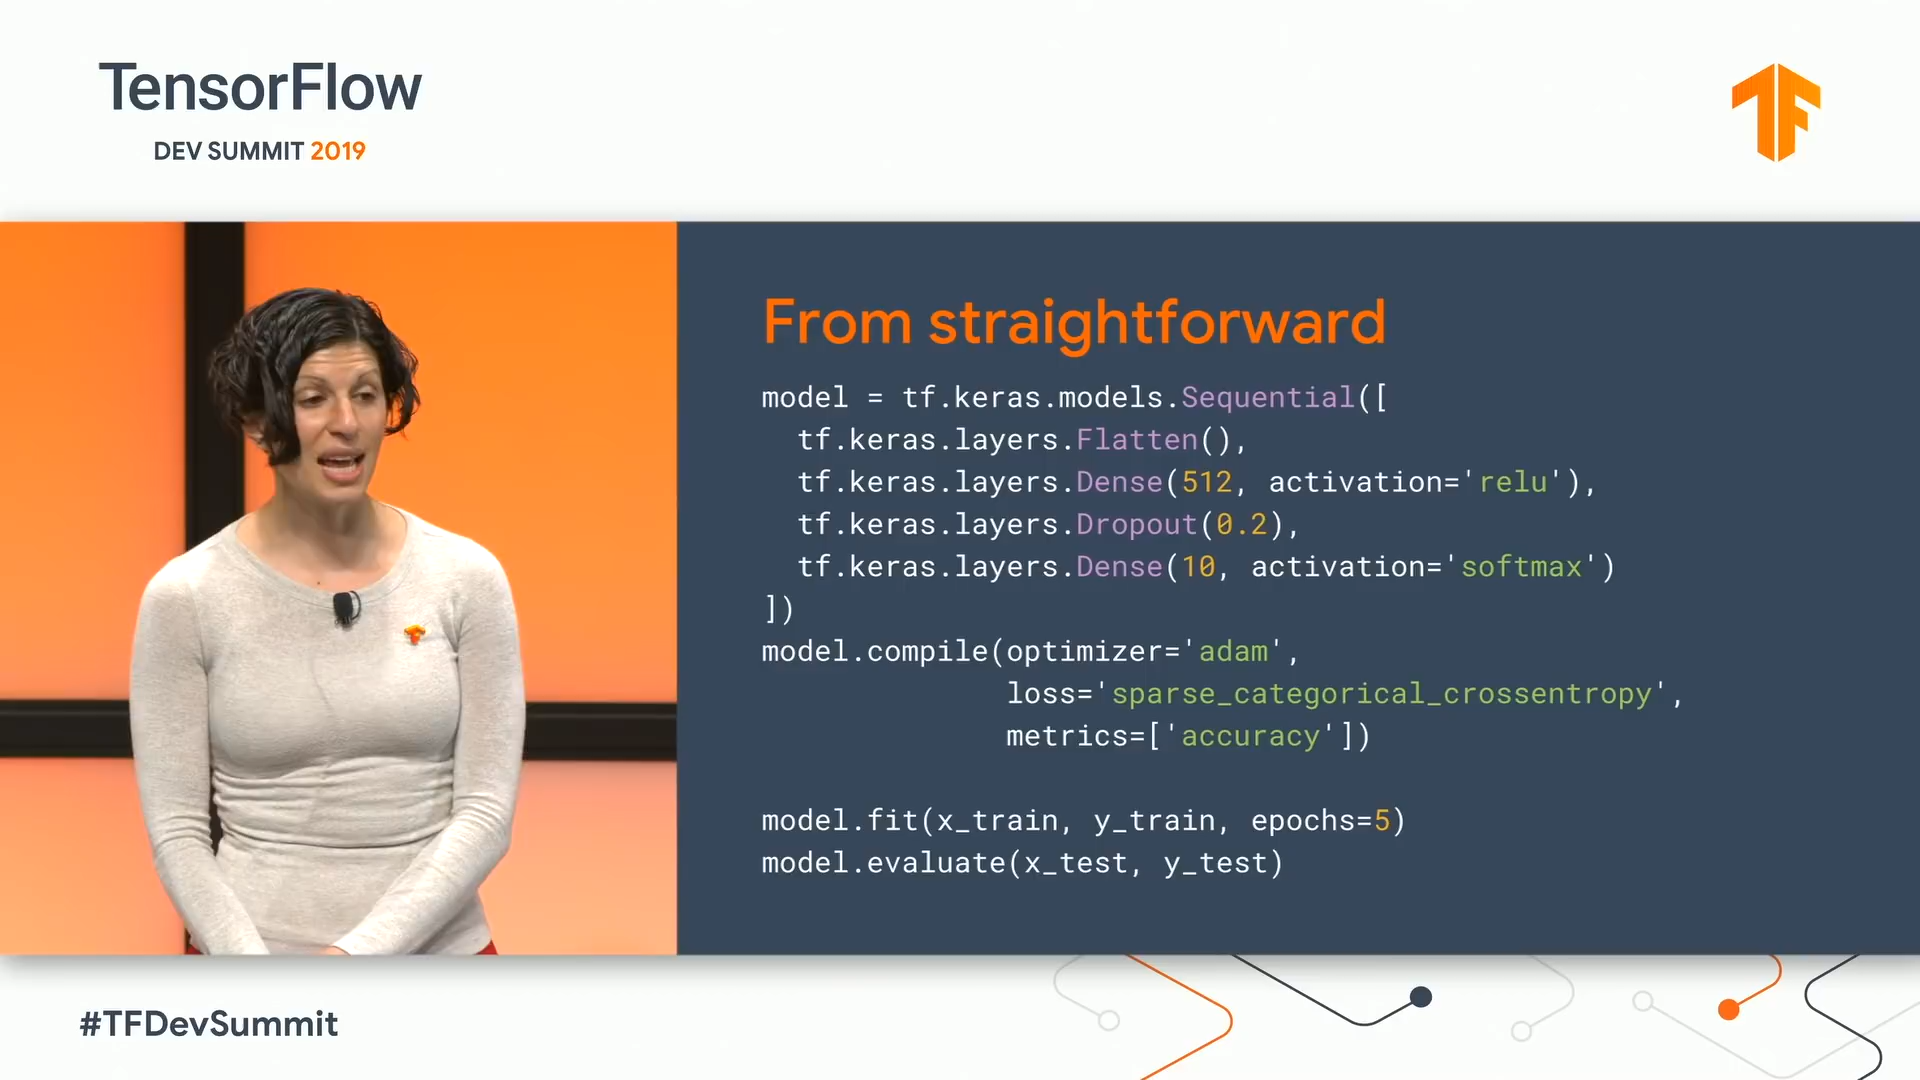 TensorFlow
DEV SUMMIT 2019
TF
From straightforward
model = tf.keras.models.Sequential([
  tf.keras.layers.Flatten(),
  tf.keras.layers.Dense(512, activation='relu'),
  tf.keras.layers.Dropout(0.2),
  tf.keras.layers.Dense(10, activation='softmax')
])
model.compile(optimizer='adam',
              loss='sparse_categorical_crossentropy',
              metrics=['accuracy'])
model.fit(x_train, y_train, epochs=5)
model.evaluate(x_test, y_test)
#TFDevSummit